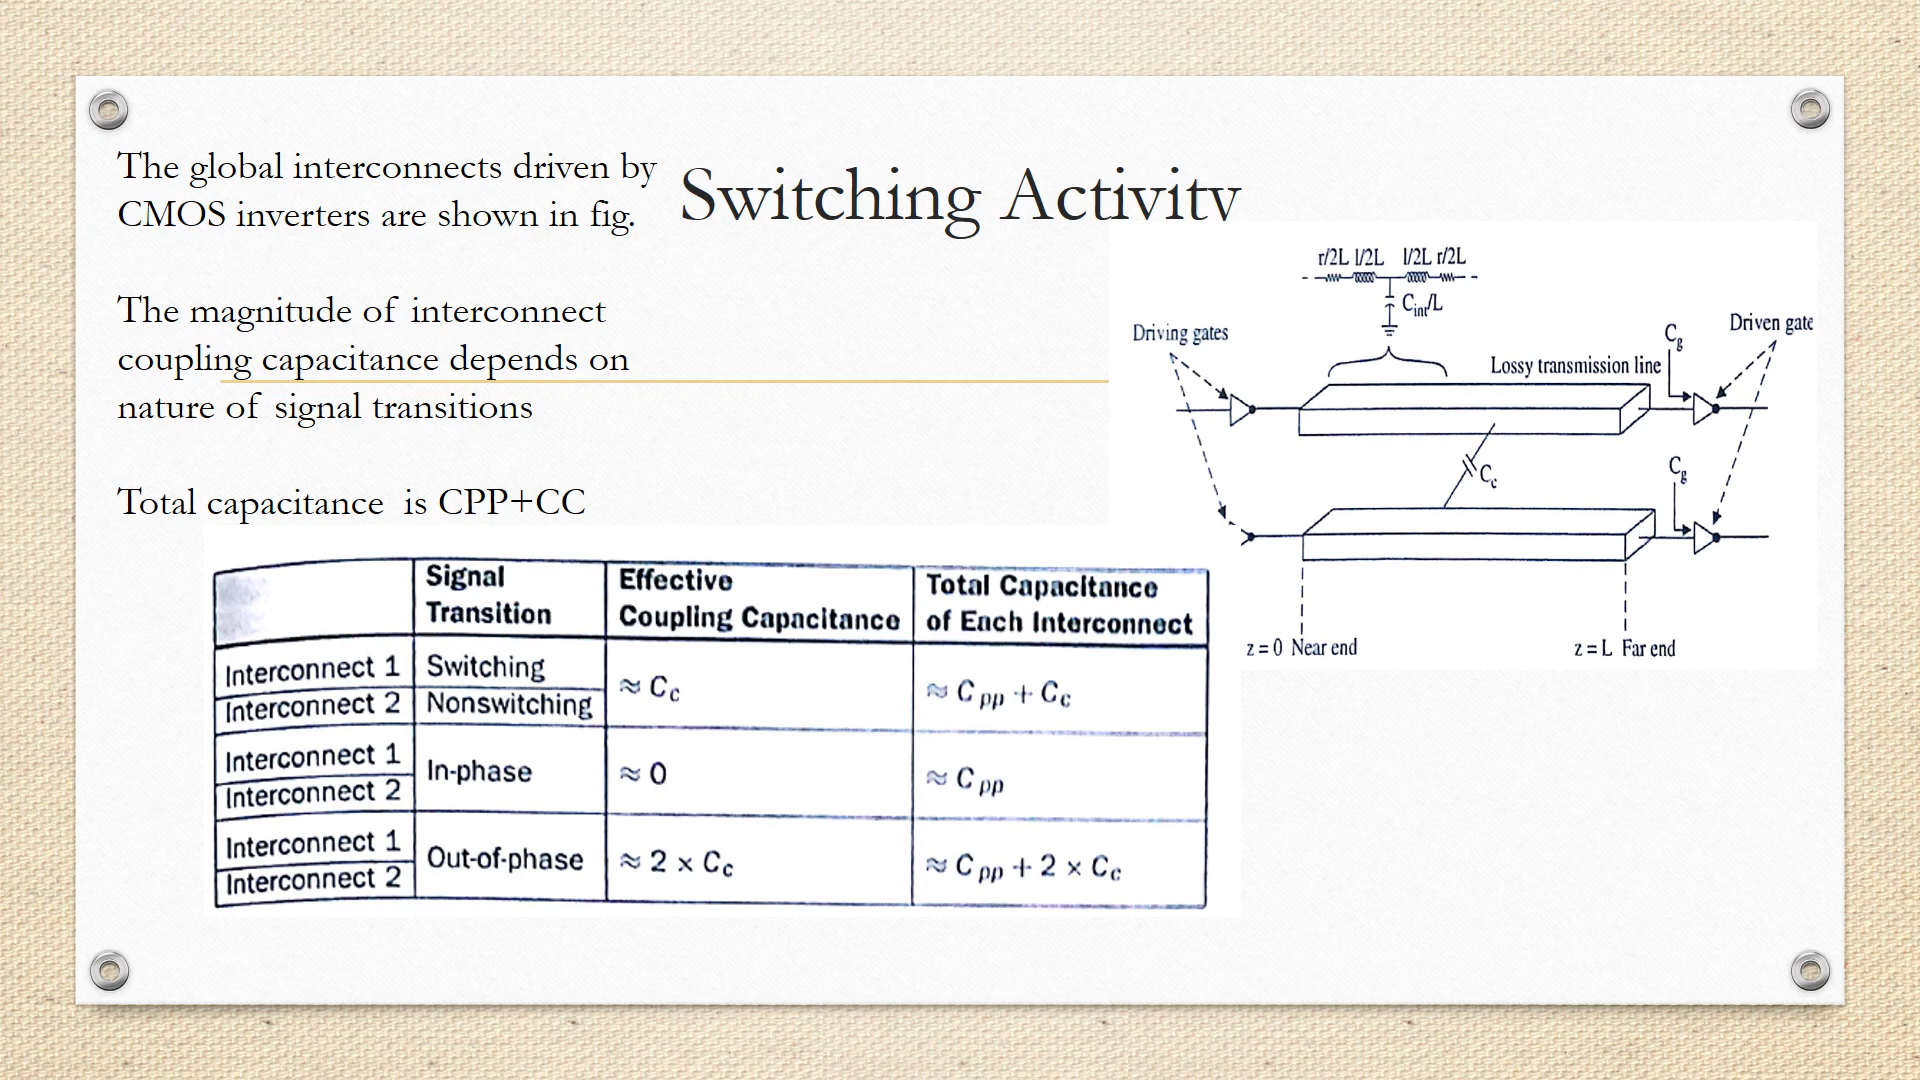 Switching Activity
The global interconnects driven by
CMOS inverters are shown in fig.
The magnitude of interconnect
coupling capacitance depends on
nature of signal transitions
Total capacitance is CPP+CC
r/2L l/2L l/2L r/2L
C_int/L
Driving gates
C_g
Driven gate
Lossy transmission line
C_c
C_g
z = 0 Near end
z = L Far end
Signal Transition
Effective Coupling Capacitance
Total Capacitance of Each Interconnect
Interconnect 1 Switching
Interconnect 2 Nonswitching
≈ C_c
≈ C_pp + C_c
Interconnect 1
Interconnect 2
In-phase
≈ 0
≈ C_pp
Interconnect 1
Interconnect 2
Out-of-phase
≈ 2 × C_c
≈ C_pp + 2 × C_c